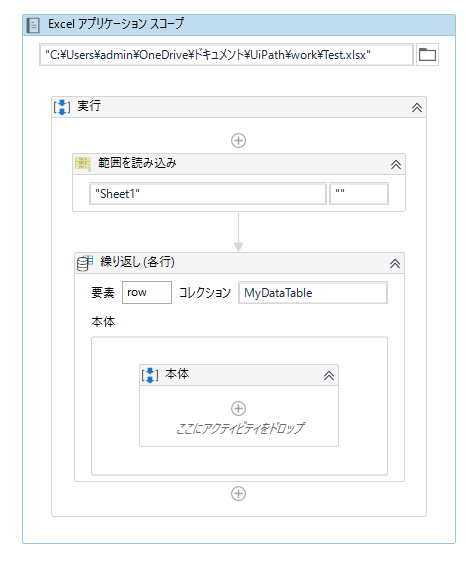 Excel アプリケーション スコープ
"C:¥Users¥admin¥OneDrive¥ドキュメント¥UiPath¥work¥Test.xlsx"
実行
範囲を読み込み
"Sheet1" ""
繰り返し (各行)
要素 row コレクション MyDataTable
本体
本体
ここにアクティビティをドロップ